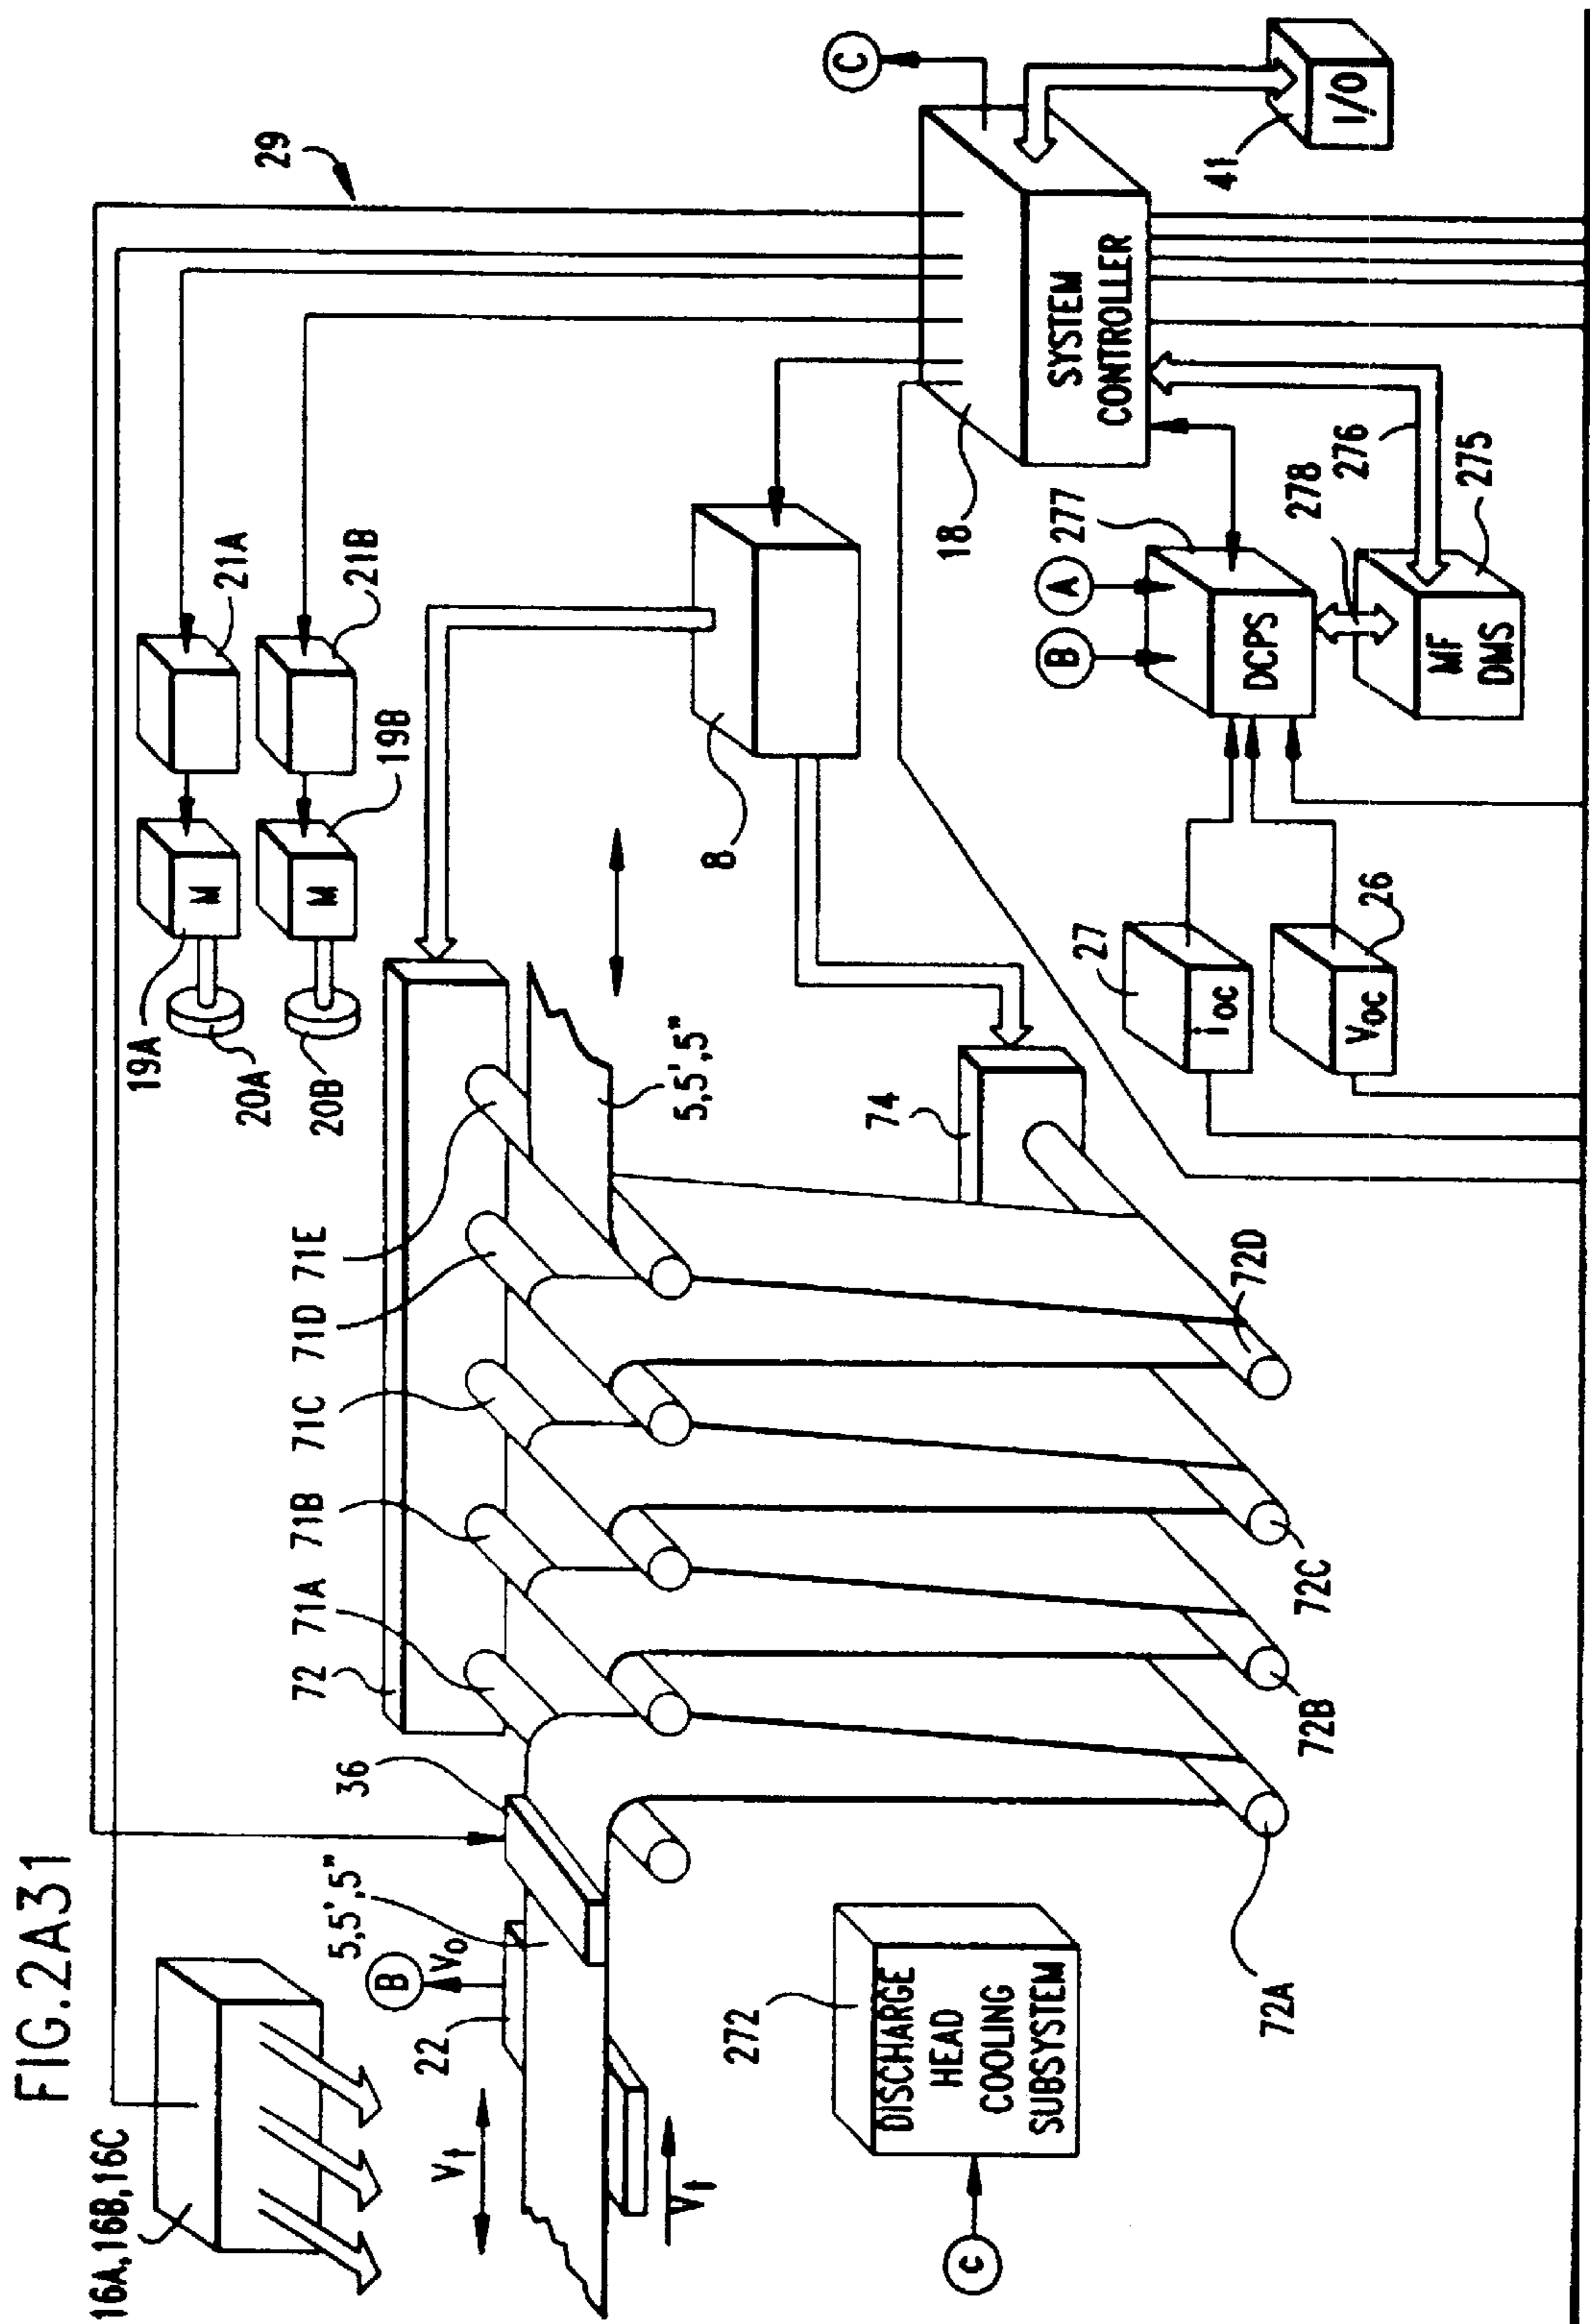 FIG.2A31
16A,16B,16C
29
19A
M
21A
20A
19B
M
21B
20B
C
22
B
Vo
5,5',5"
36
72
71A
71B
71C
71D
71E
Vt
Vt
5,5',5"
8
18
SYSTEM
CONTROLLER
41
I/O
272
DISCHARGE
HEAD
COOLING
SUBSYSTEM
c
74
72A
72B
72C
72D
B
A
277
DCPS
278
276
275
MF
DMS
27
ioc
26
Voc